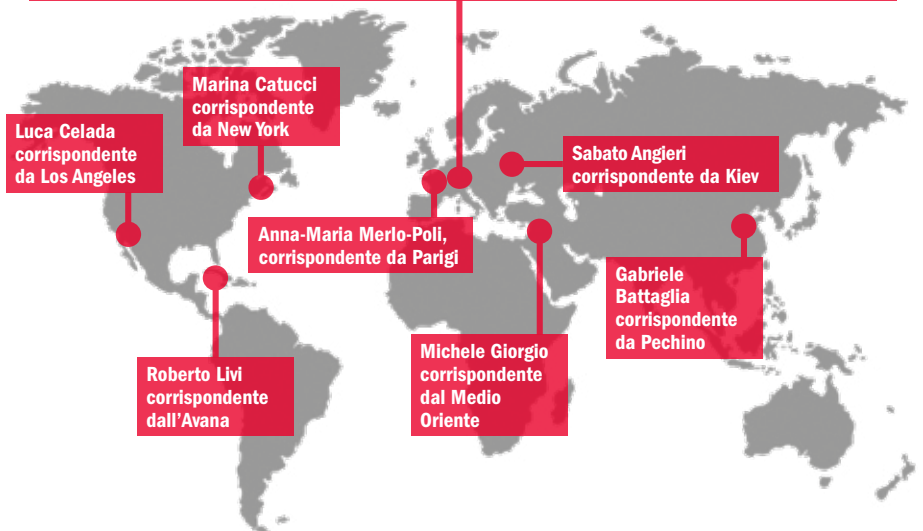 Marina Catucci
corrispondente
da New York
Luca Celada
corrispondente
da Los Angeles
Sabato Angieri
corrispondente da Kiev
Anna-Maria Merlo-Poli,
corrispondente da Parigi
Gabriele
Battaglia
corrispondente
da Pechino
Michele Giorgio
corrispondente
dal Medio
Oriente
Roberto Livi
corrispondente
dall’Avana